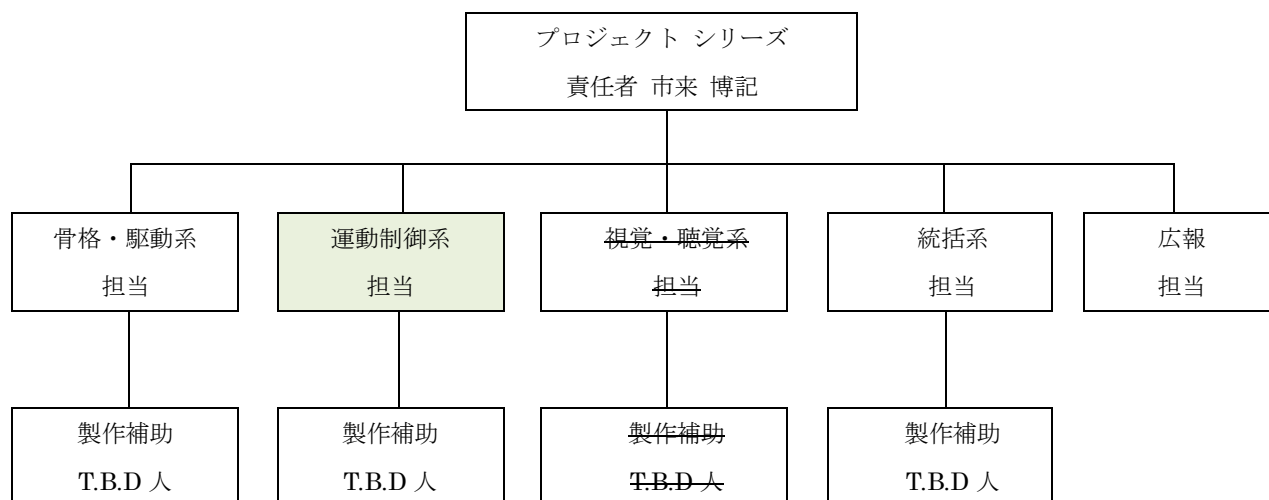 プロジェクト シリーズ
責任者 市来 博記
骨格・駆動系
担当
運動制御系
担当
視覚・聴覚系
担当
統括系
担当
広報
担当
製作補助
T.B.D 人
製作補助
T.B.D 人
製作補助
T.B.D 人
製作補助
T.B.D 人